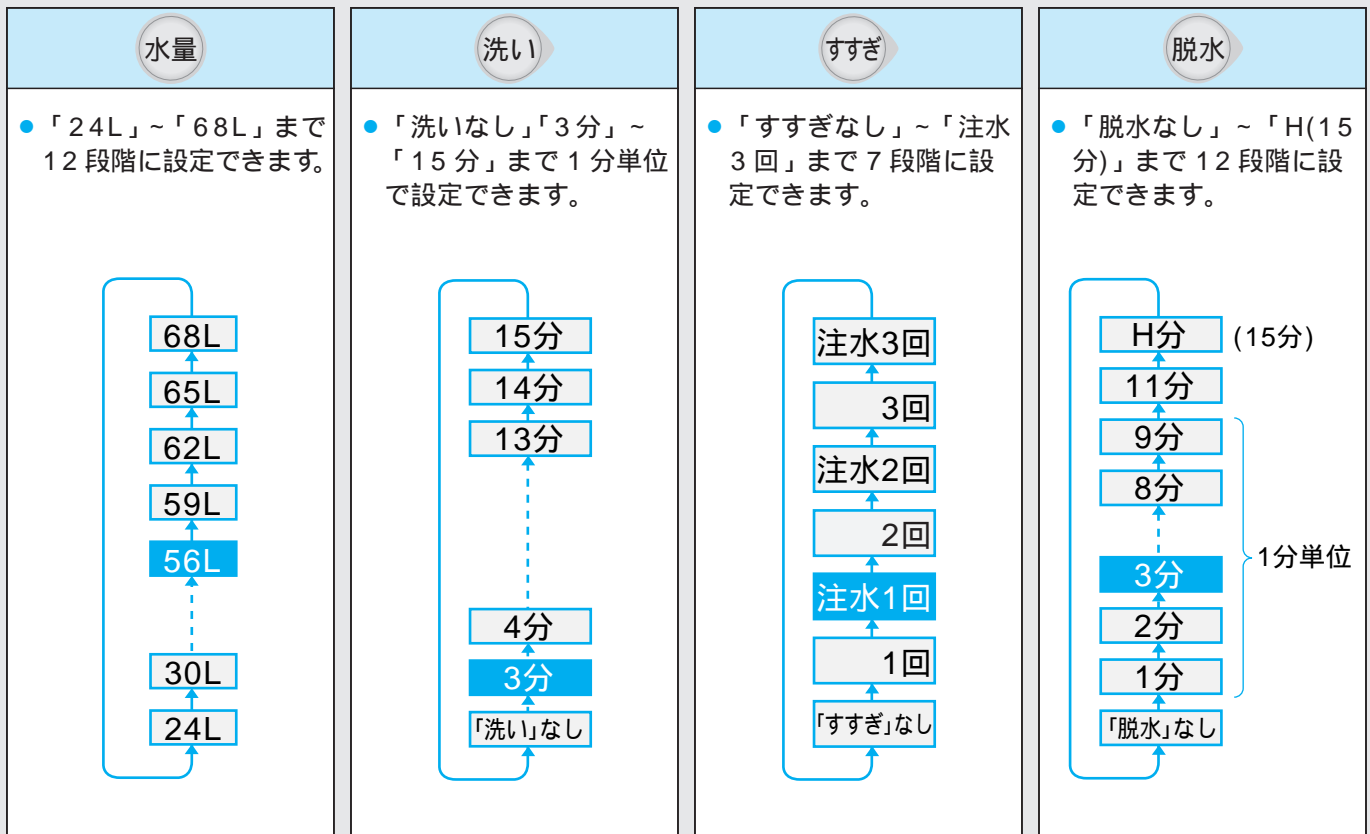 水量
●「24L」~「68L」まで
12段階に設定できます。
68L
65L
62L
59L
56L
30L
24L
洗い
●「洗いなし」「3分」~
「15分」まで1分単位
で設定できます。
15分
14分
13分
4分
3分
「洗い」なし
すすぎ
●「すすぎなし」~「注水
3回」まで7段階に設
定できます。
注水3回
3回
注水2回
2回
注水1回
1回
「すすぎ」なし
脱水
●「脱水なし」~「H(15
分)」まで12段階に設
定できます。
H分 (15分)
11分
9分
8分
3分
2分
1分
「脱水」なし
1分単位